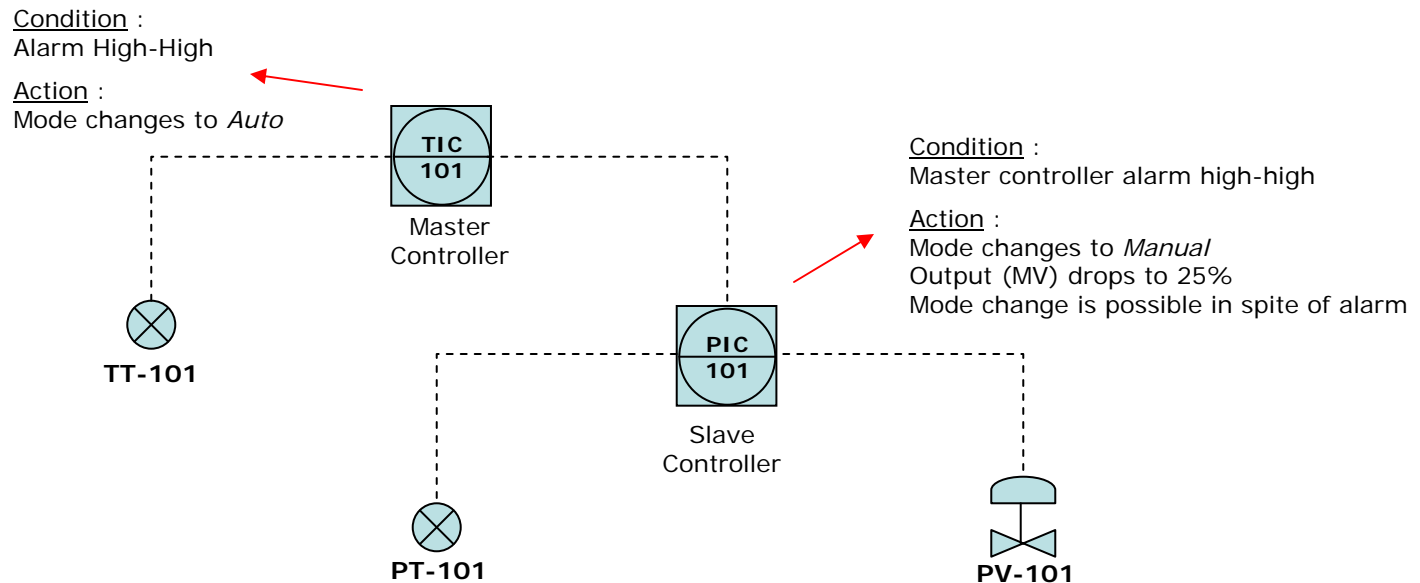 Condition :
Alarm High-High
Action :
Mode changes to Auto
TIC
101
Master
Controller
Condition :
Master controller alarm high-high
Action :
Mode changes to Manual
Output (MV) drops to 25%
Mode change is possible in spite of alarm
TT-101
PIC
101
Slave
Controller
PT-101
PV-101